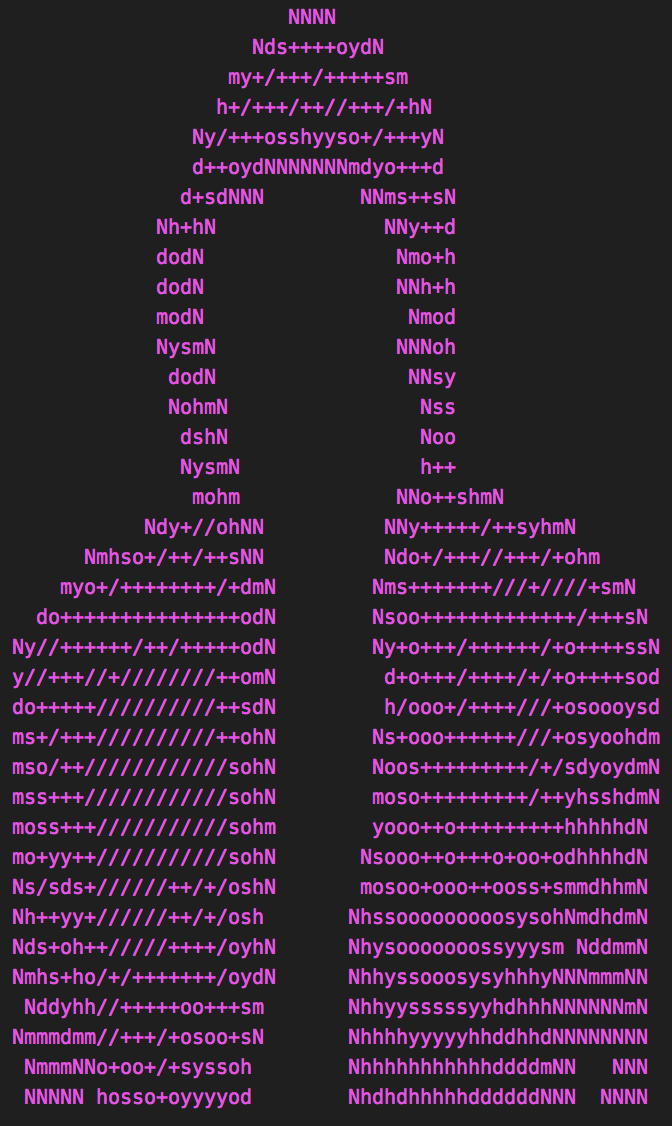 NNNN
Nds++++oydN
my+/+++/+++++sm
h+/+++/++//+++/+hN
Ny/+++osshyyso+/+++yN
d++oydNNNNNNNmdyo+++d
d+sdNNN        NNms++sN
Nh+hN              NNy++d
dodN                Nmo+h
dodN                NNh+h
modN                 Nmod
NysmN               NNNoh
dodN                NNsy
NohmN                Nss
dshN                Noo
NysmN               h++
mohm             NNo++shmN
Ndy+//ohNN          NNy+++++/++syhmN
Nmhso+/++/++sNN          Ndo+/+++//+++/+ohm
myo+/++++++++/+dmN        Nms+++++++///+////+smN
do+++++++++++++++odN        Nsoo+++++++++++++/+++sN
Ny//++++++/++/+++++odN        Ny+o+++/++++++/+o++++ssN
y//+++//+////////++omN         d+o+++/++++/+/+o++++sod
do+++++//////////++sdN         h/ooo+/++++///+osoooysd
ms+/+++//////////++ohN        Ns+ooo++++++///+osyoohdm
mso/++////////////sohN        Noos+++++++++/+/sdyoydmN
mss+++////////////sohN        moso+++++++++/++yhsshdmN
moss+++///////////sohm        yooo++o+++++++++hhhhhdN
mo+yy++///////////sohN       Nsooo++o+++o+oo+odhhhhdN
Ns/sds+//////++/+/oshN       mosoo+ooo++ooss+smmdhhmN
Nh++yy+//////++/+/osh       NhssooooooooosysohNmdhdmN
Nds+oh++/////++++/oyhN      Nhysooooooossyyysm NddmmN
Nmhs+ho/+/+++++++/oydN      NhhyssooosysyhhhyNNNmmmNN
Nddyhh//+++++oo+++sm       NhhyysssssyyhdhhhNNNNNNmN
Nmmmdmm//+++/+osoo+sN       NhhhhyyyyyhhddhhdNNNNNNNN
NmmmNNo+oo+/+syssoh        NhhhhhhhhhhhddddmNN   NNN
NNNNN hosso+oyyyyod        NhdhdhhhhhddddddNNN  NNNN